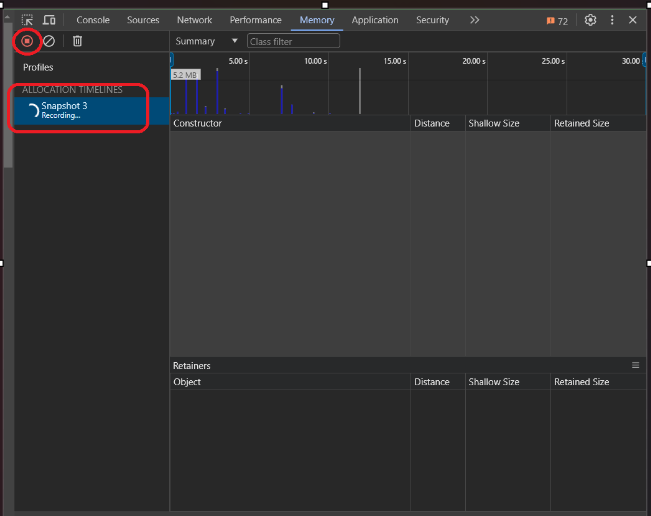 Console Sources Network Performance Memory Application Security 72
Summary Class filter
Profiles
ALLOCATION TIMELINES
Snapshot 3
Recording...
5.00 s 10.00 s 15.00 s 20.00 s 25.00 s 30.00
5.2 MB
Constructor Distance Shallow Size Retained Size
Retainers
Object Distance Shallow Size Retained Size